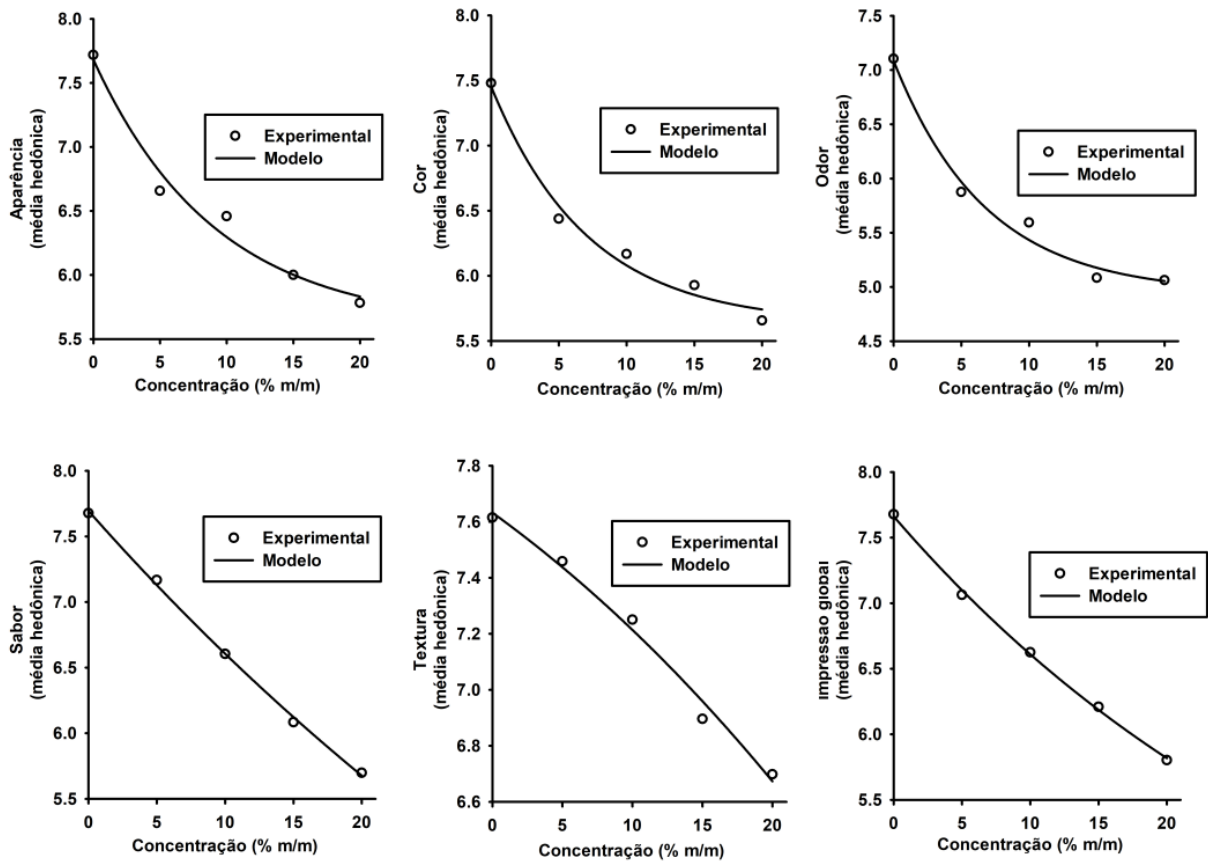 8.0
7.5
7.0
6.5
6.0
5.5
Aparência
(média hedônica)
Experimental
Modelo
0 5 10 15 20
Concentração (% m/m)
8.0
7.5
7.0
6.5
6.0
5.5
Cor
(média hedônica)
Experimental
Modelo
0 5 10 15 20
Concentração (% m/m)
7.5
7.0
6.5
6.0
5.5
5.0
4.5
Odor
(média hedônica)
Experimental
Modelo
0 5 10 15 20
Concentração (% m/m)
8.0
7.5
7.0
6.5
6.0
5.5
Sabor
(média hedônica)
Experimental
Modelo
0 5 10 15 20
Concentração (% m/m)
7.8
7.6
7.4
7.2
7.0
6.8
6.6
Textura
(média hedônica)
Experimental
Modelo
0 5 10 15 20
Concentração (% m/m)
8.0
7.5
7.0
6.5
6.0
5.5
Impressão global
(média hedônica)
Experimental
Modelo
0 5 10 15 20
Concentração (% m/m)